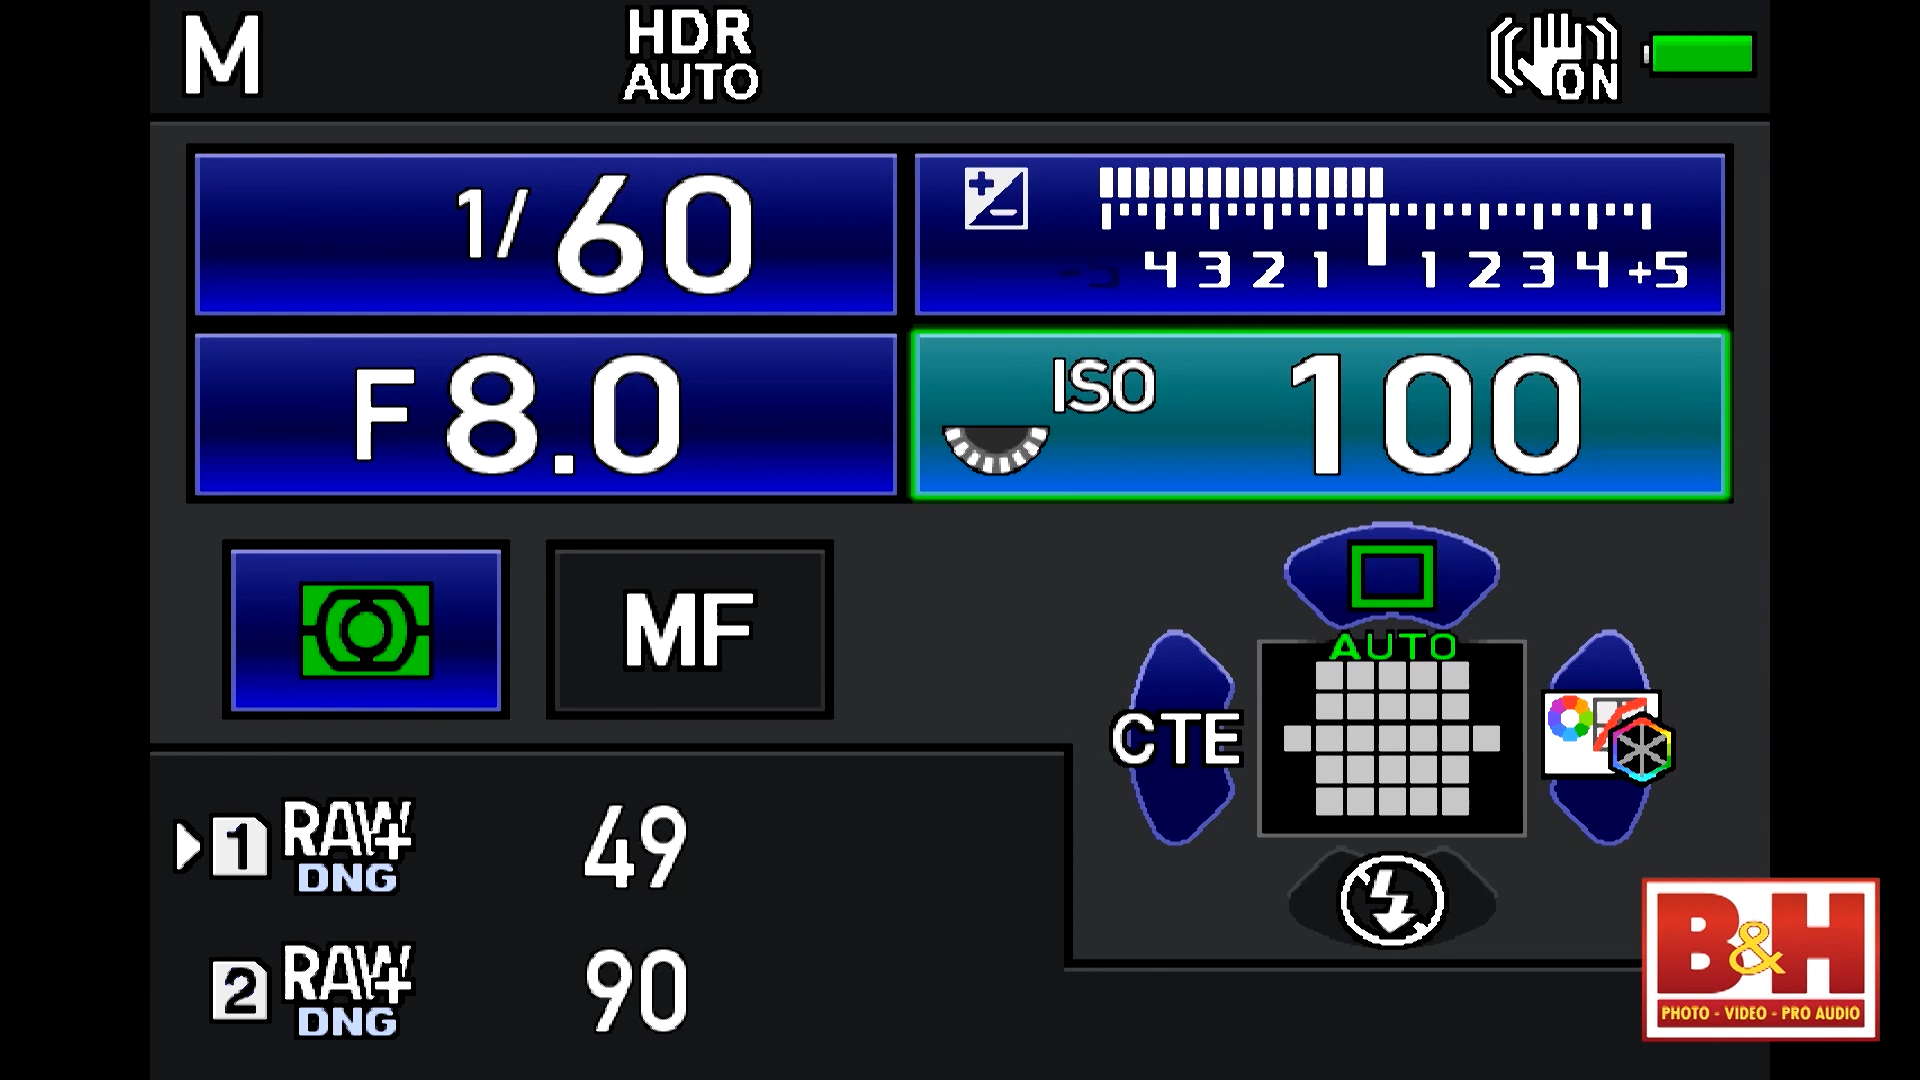 M
HDR
AUTO
ON
1/60
-5 4 3 2 1 1 2 3 4 +5
F8.0
ISO 100
MF
AUTO
CTE
1 RAW+
DNG
49
2 RAW+
DNG
90
B&H
PHOTO - VIDEO - PRO AUDIO